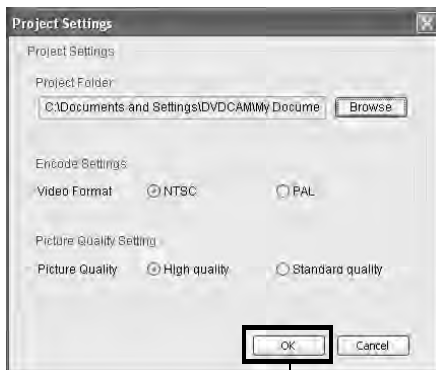 Project Settings
Project Settings
Project Folder
C:\Documents and Settings\DVDCAM\My Docume Browse
Encode Settings
Video Format NTSC PAL
Picture Quality Setting
Picture Quality High quality Standard quality
OK Cancel